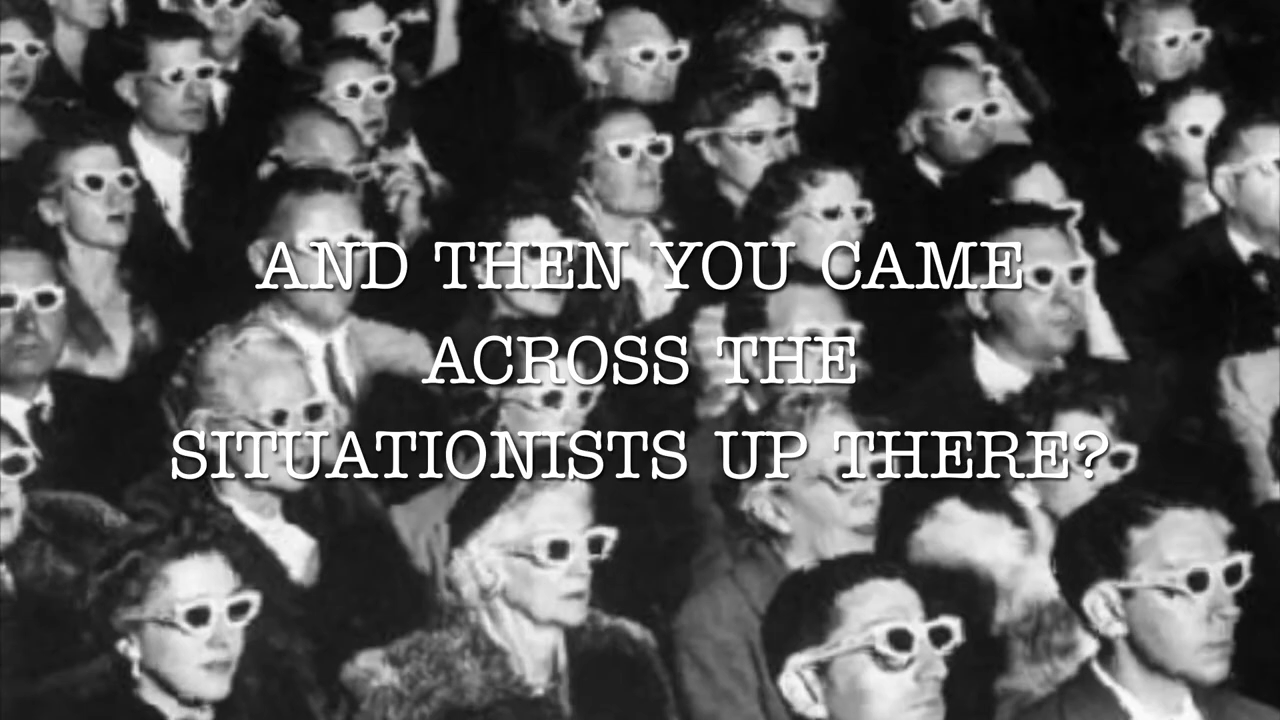 AND THEN YOU CAME
ACROSS THE
SITUATIONISTS UP THERE?